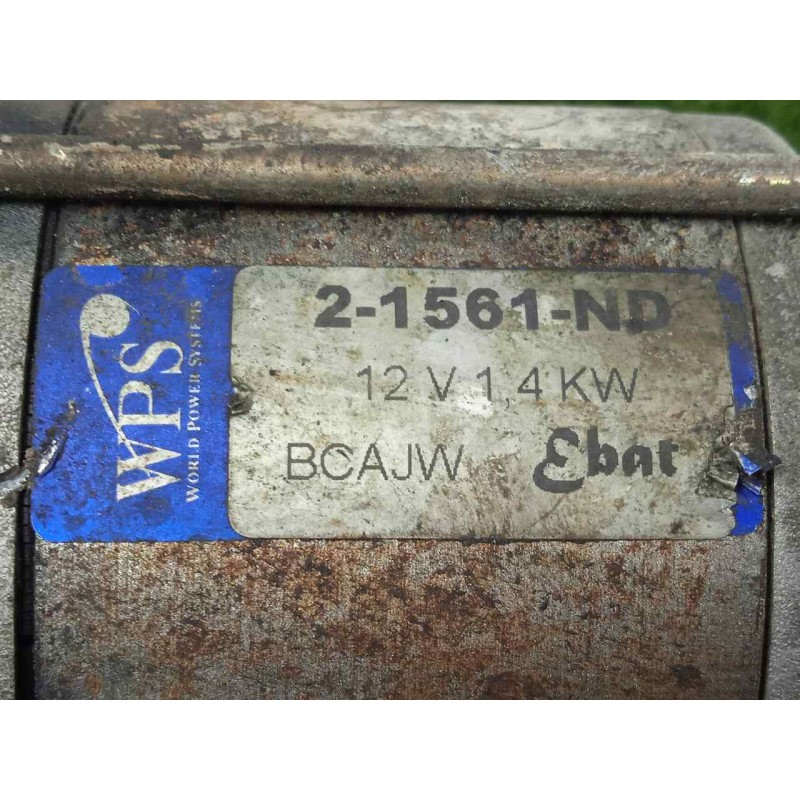 WPS
WORLD POWER SYSTEMS
2-1561-ND
12 V 1,4 KW
BCAJW Ebat